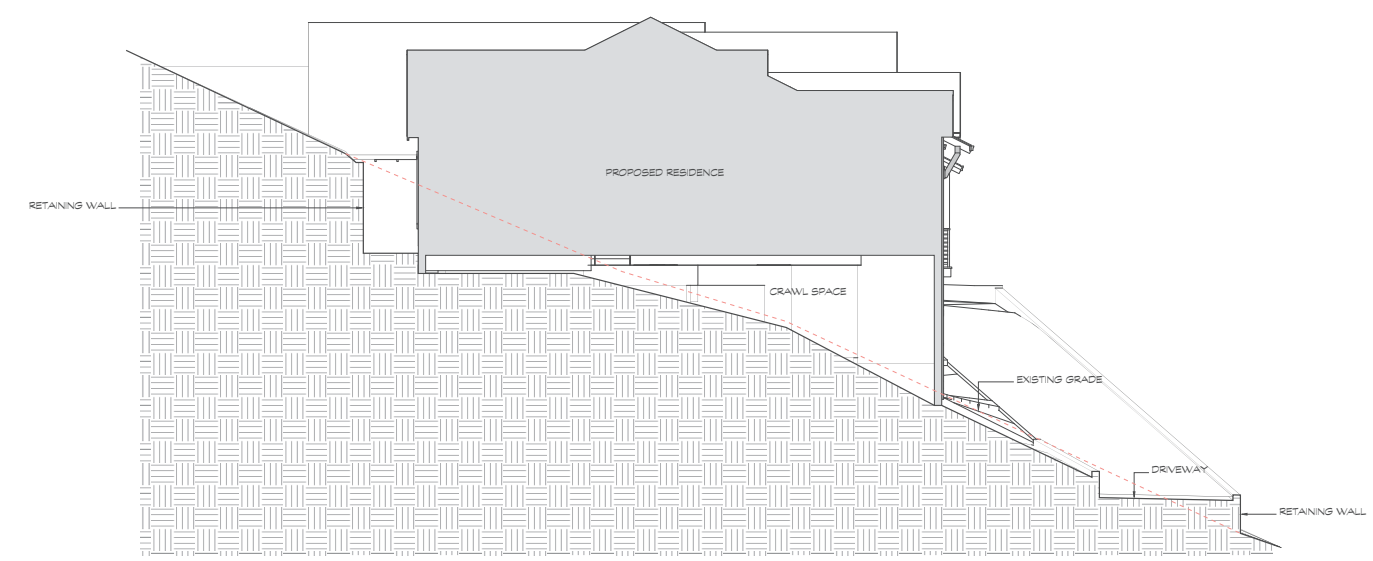 PROPOSED RESIDENCE
RETAINING WALL
CRAWL SPACE
EXISTING GRADE
DRIVEWAY
RETAINING WALL